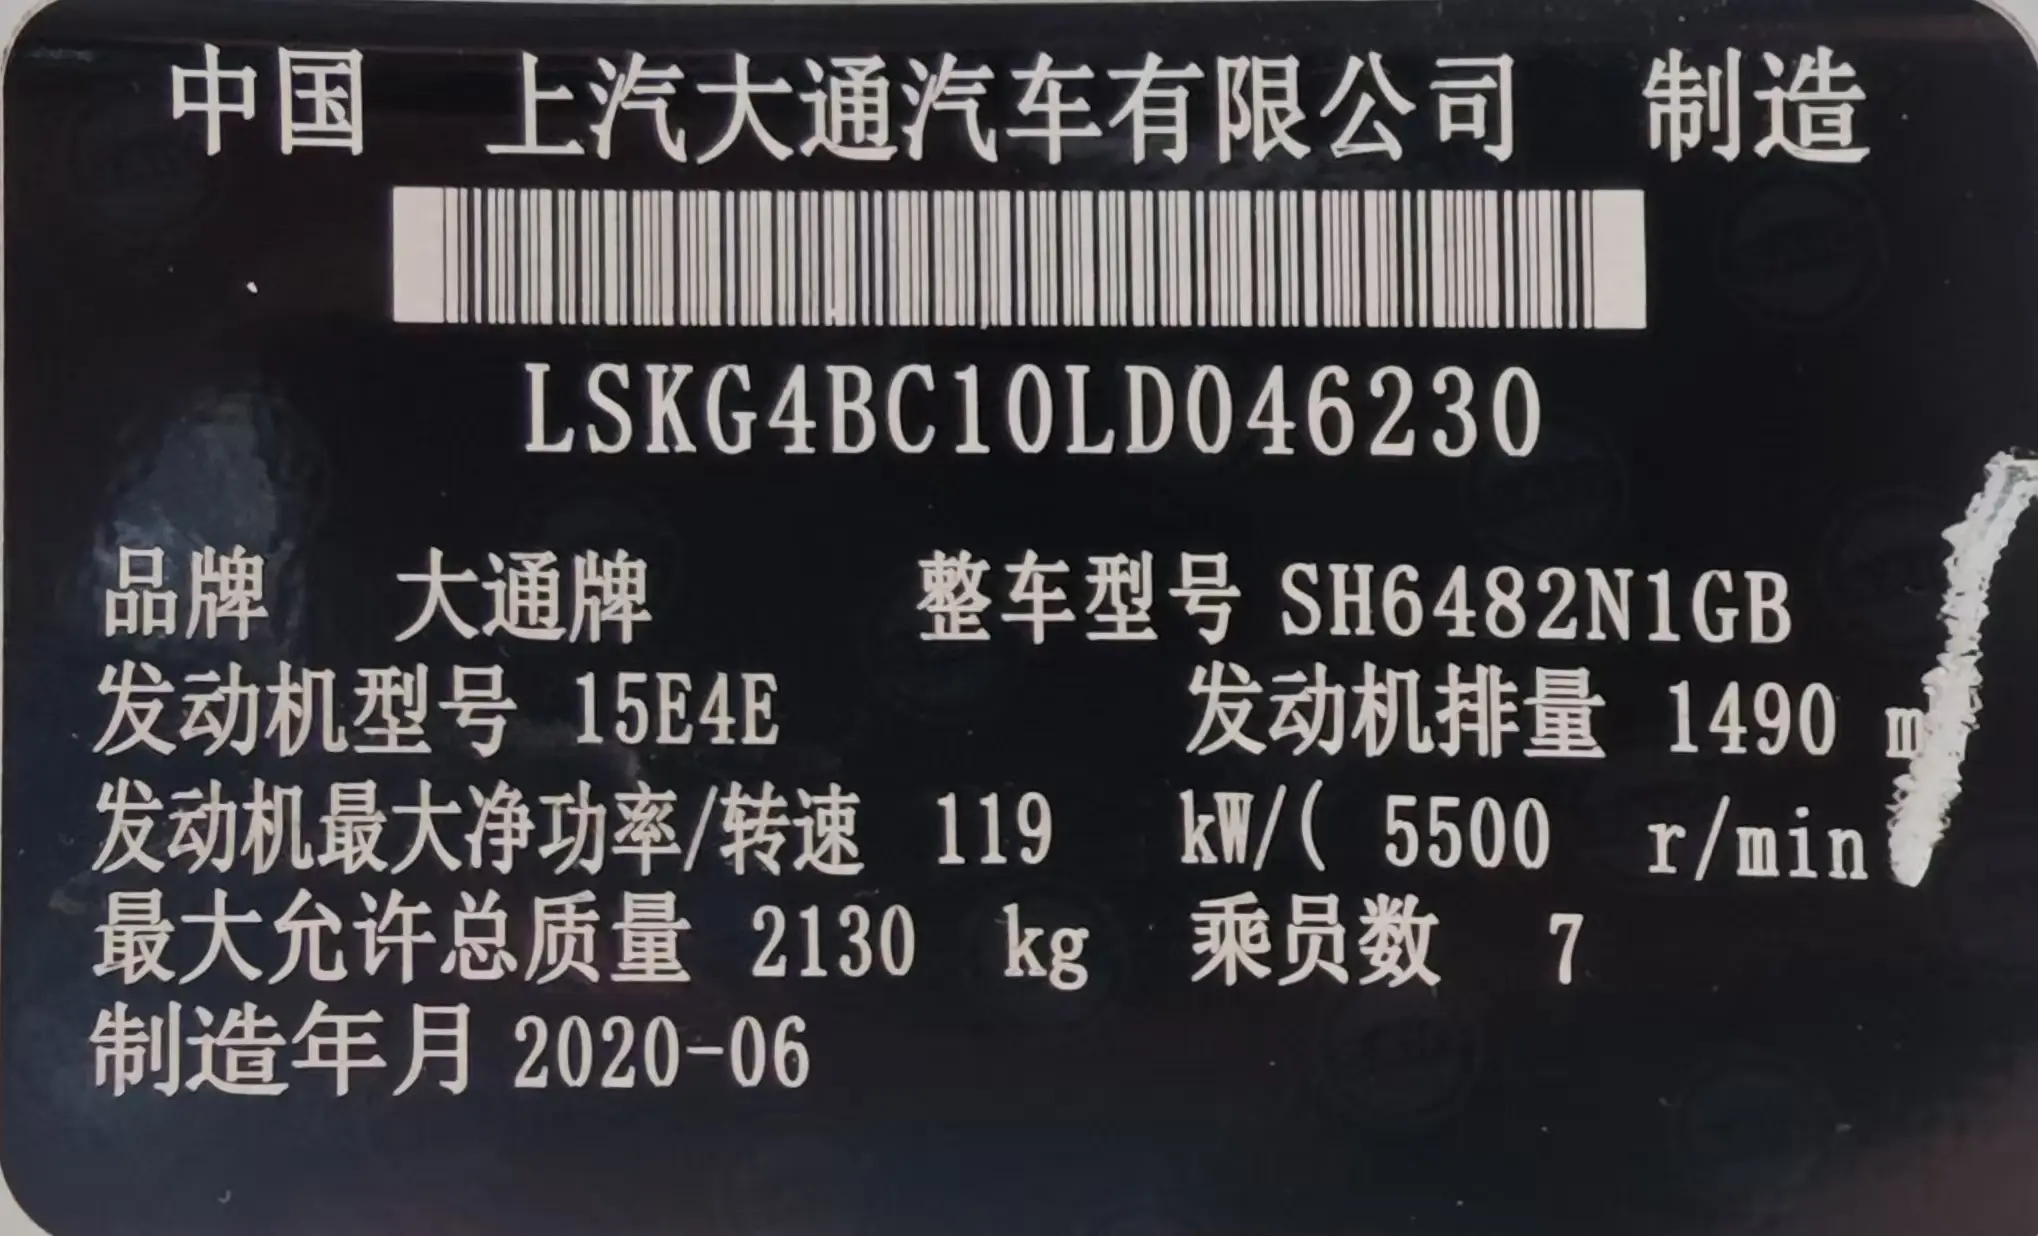 中国 上汽大通汽车有限公司 制造
LSKG4BC10LD046230
品牌 大通牌 整车型号 SH6482N1GB
发动机型号 15E4E 发动机排量 1490 m
发动机最大净功率/转速 119 kW/( 5500 r/min
最大允许总质量 2130 kg 乘员数 7
制造年月 2020-06